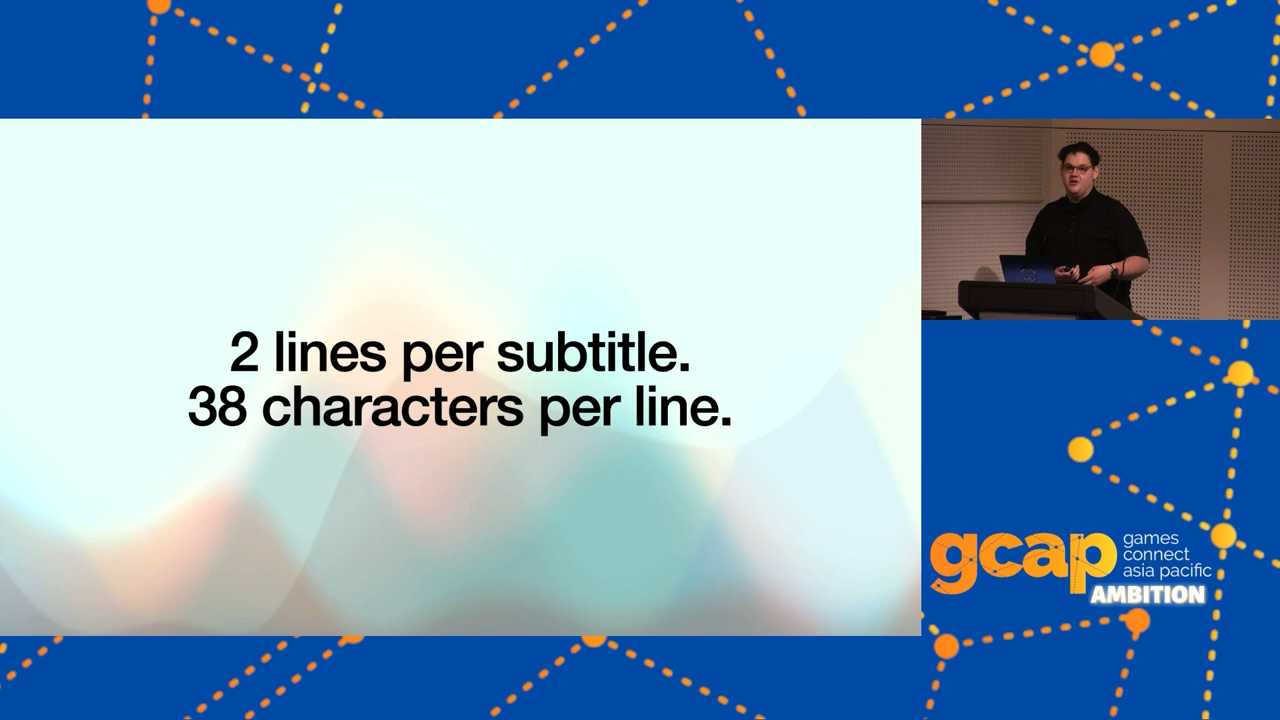 2 lines per subtitle.
38 characters per line.
gcap
games
connect
asia pacific
AMBITION